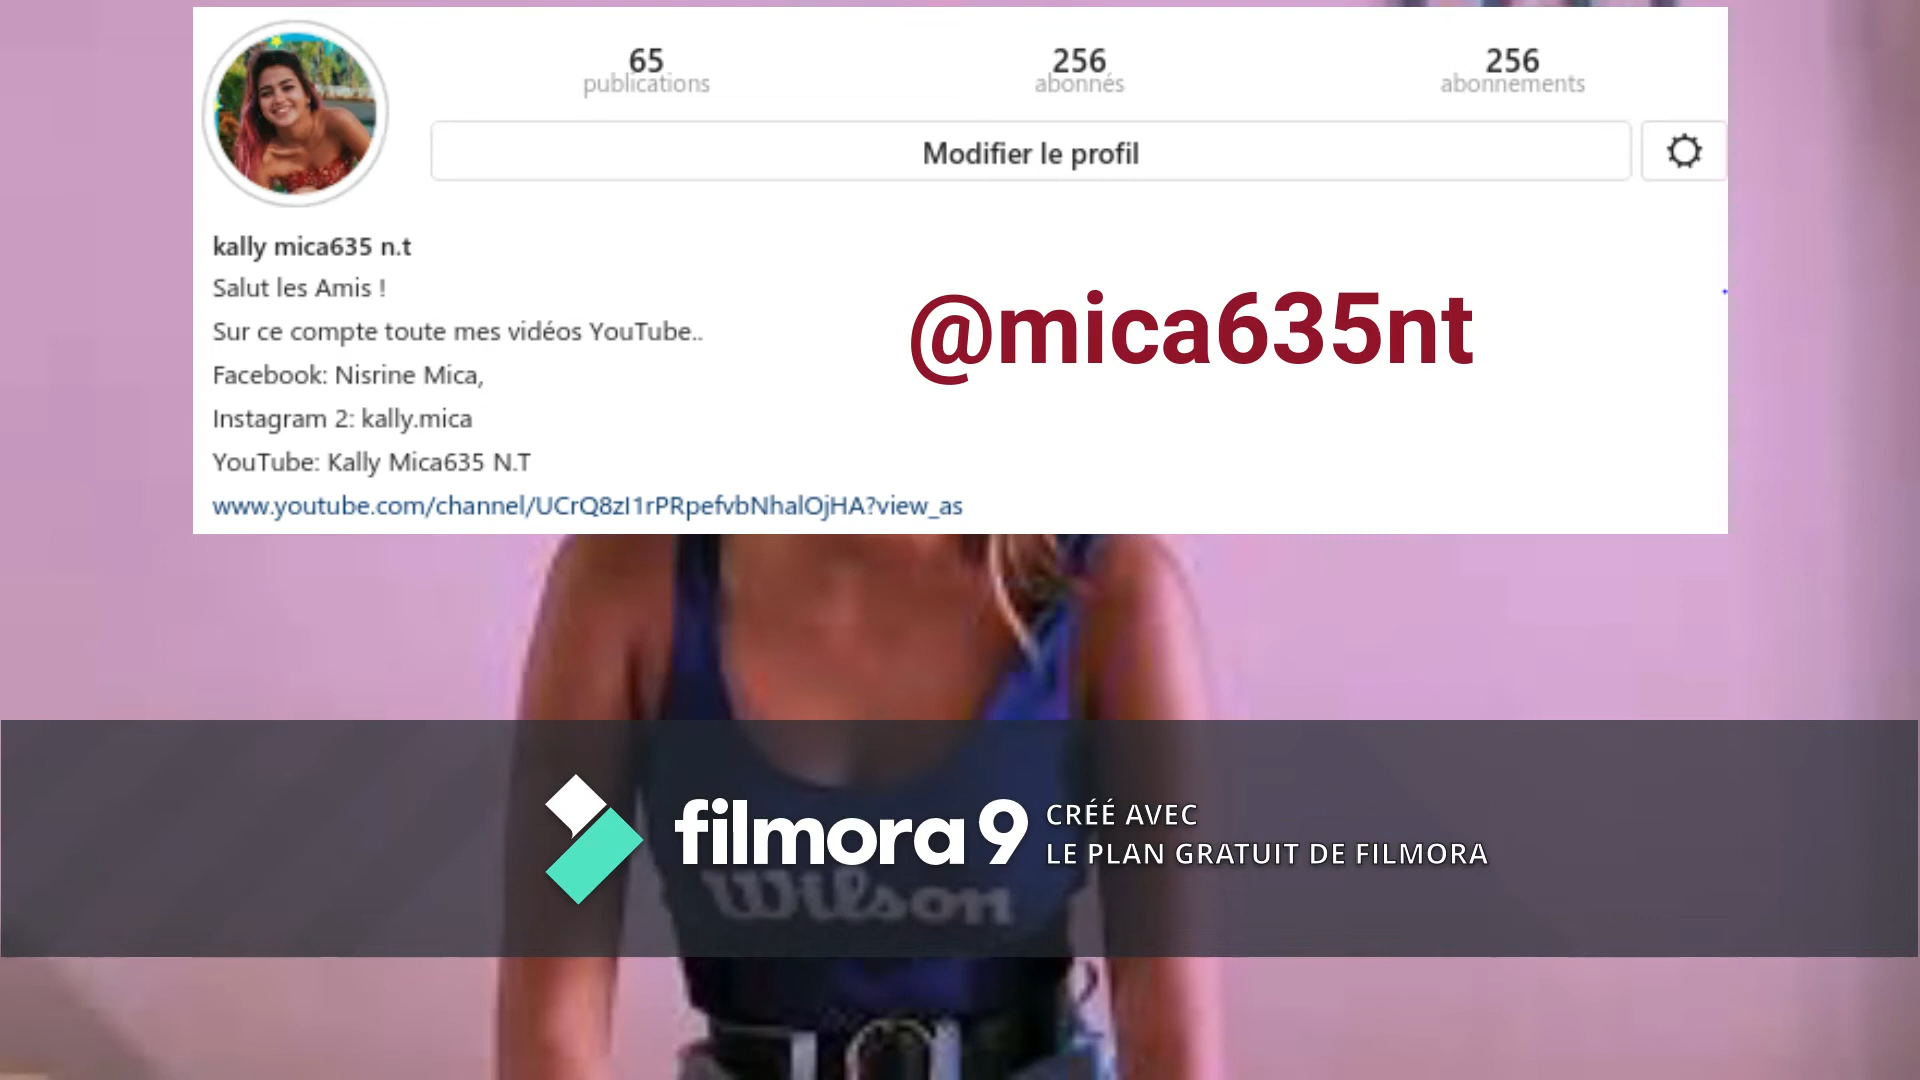 65
publications
256
abonnés
256
abonnements
Modifier le profil
kally mica635 n.t
Salut les Amis !
Sur ce compte toute mes vidéos YouTube..
Facebook: Nisrine Mica,
Instagram 2: kally.mica
YouTube: Kally Mica635 N.T
www.youtube.com/channel/UCrQ8zI1rPRpefvbNhalOjHA?view_as
@mica635nt
filmora9
CRÉÉ AVEC
LE PLAN GRATUIT DE FILMORA
Wilson